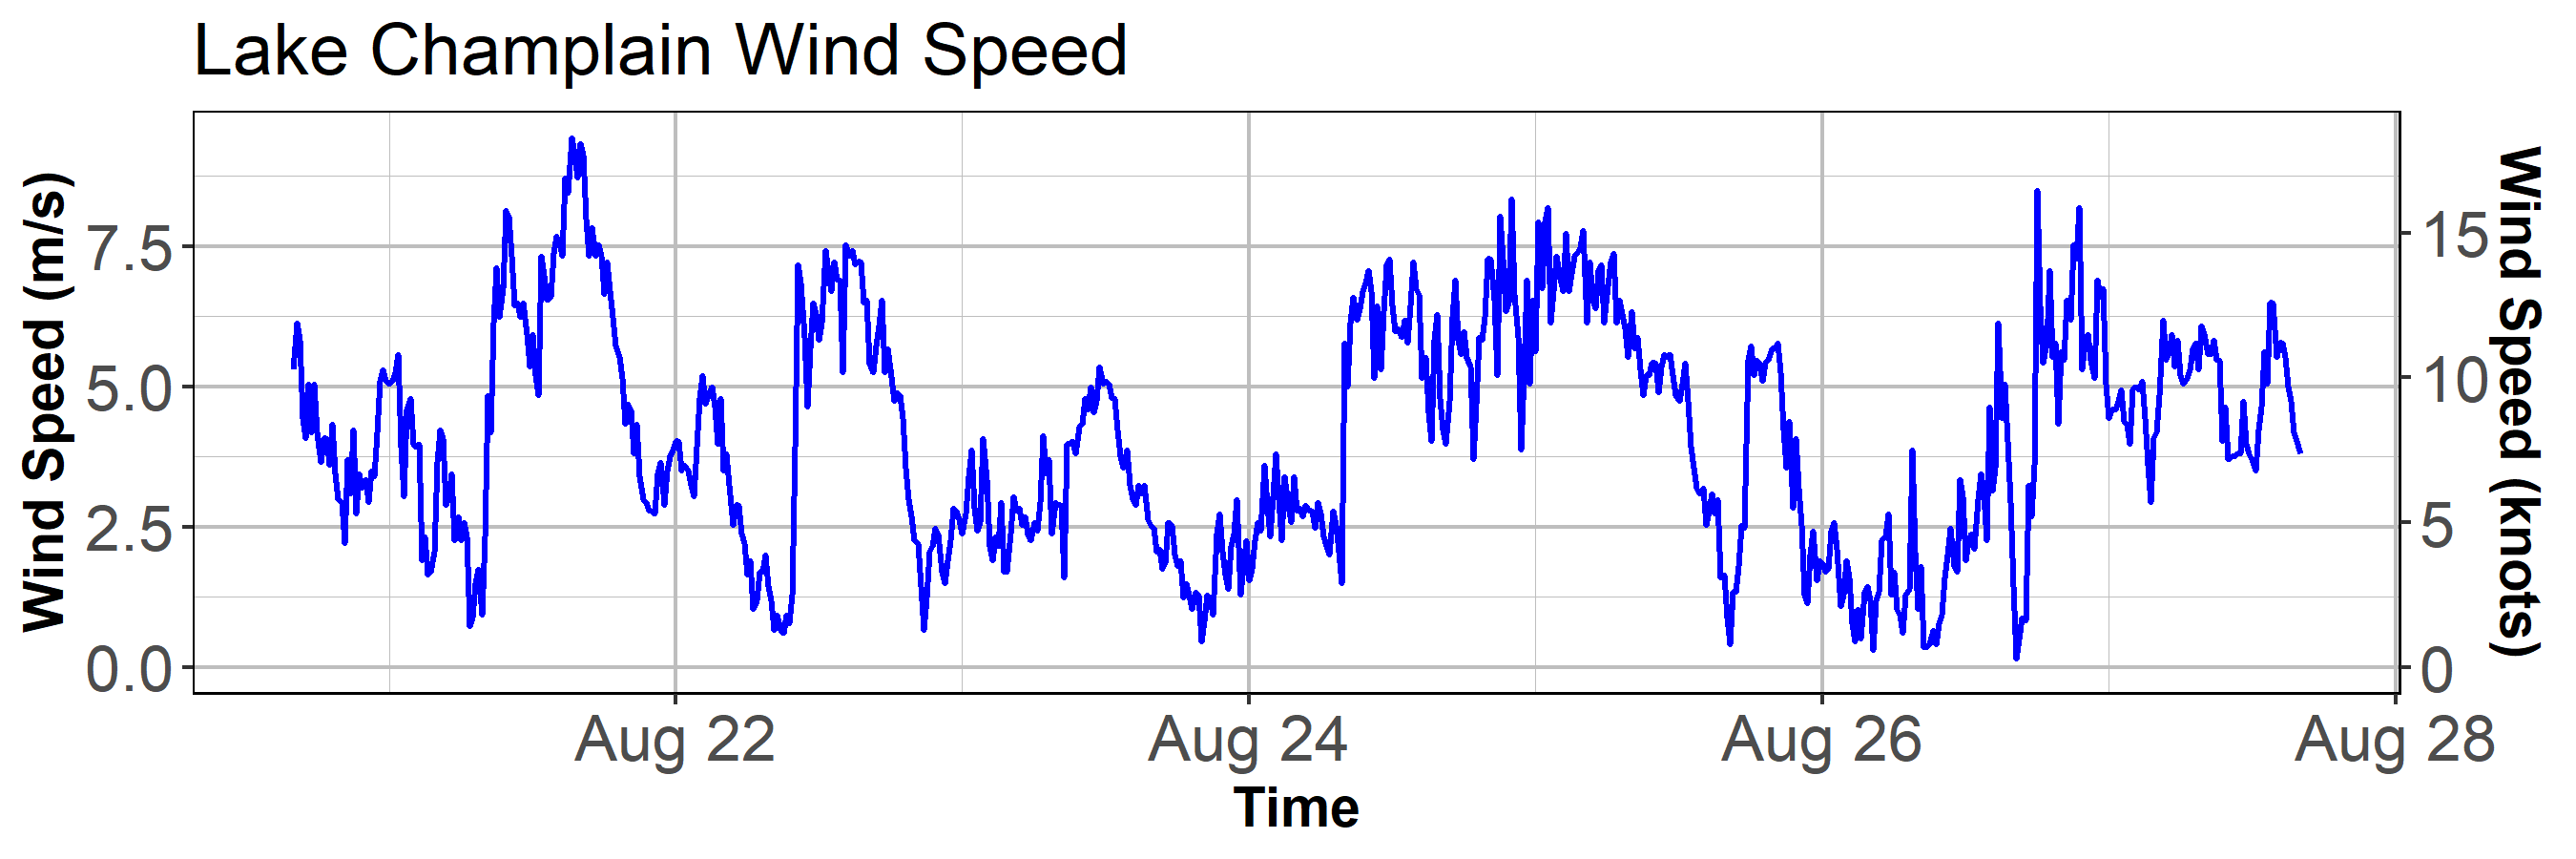 Lake Champlain Wind Speed
Wind Speed (m/s)
7.5
5.0
2.5
0.0
15
10
5
0
Wind Speed (knots)
Aug 22
Aug 24
Aug 26
Aug 28
Time